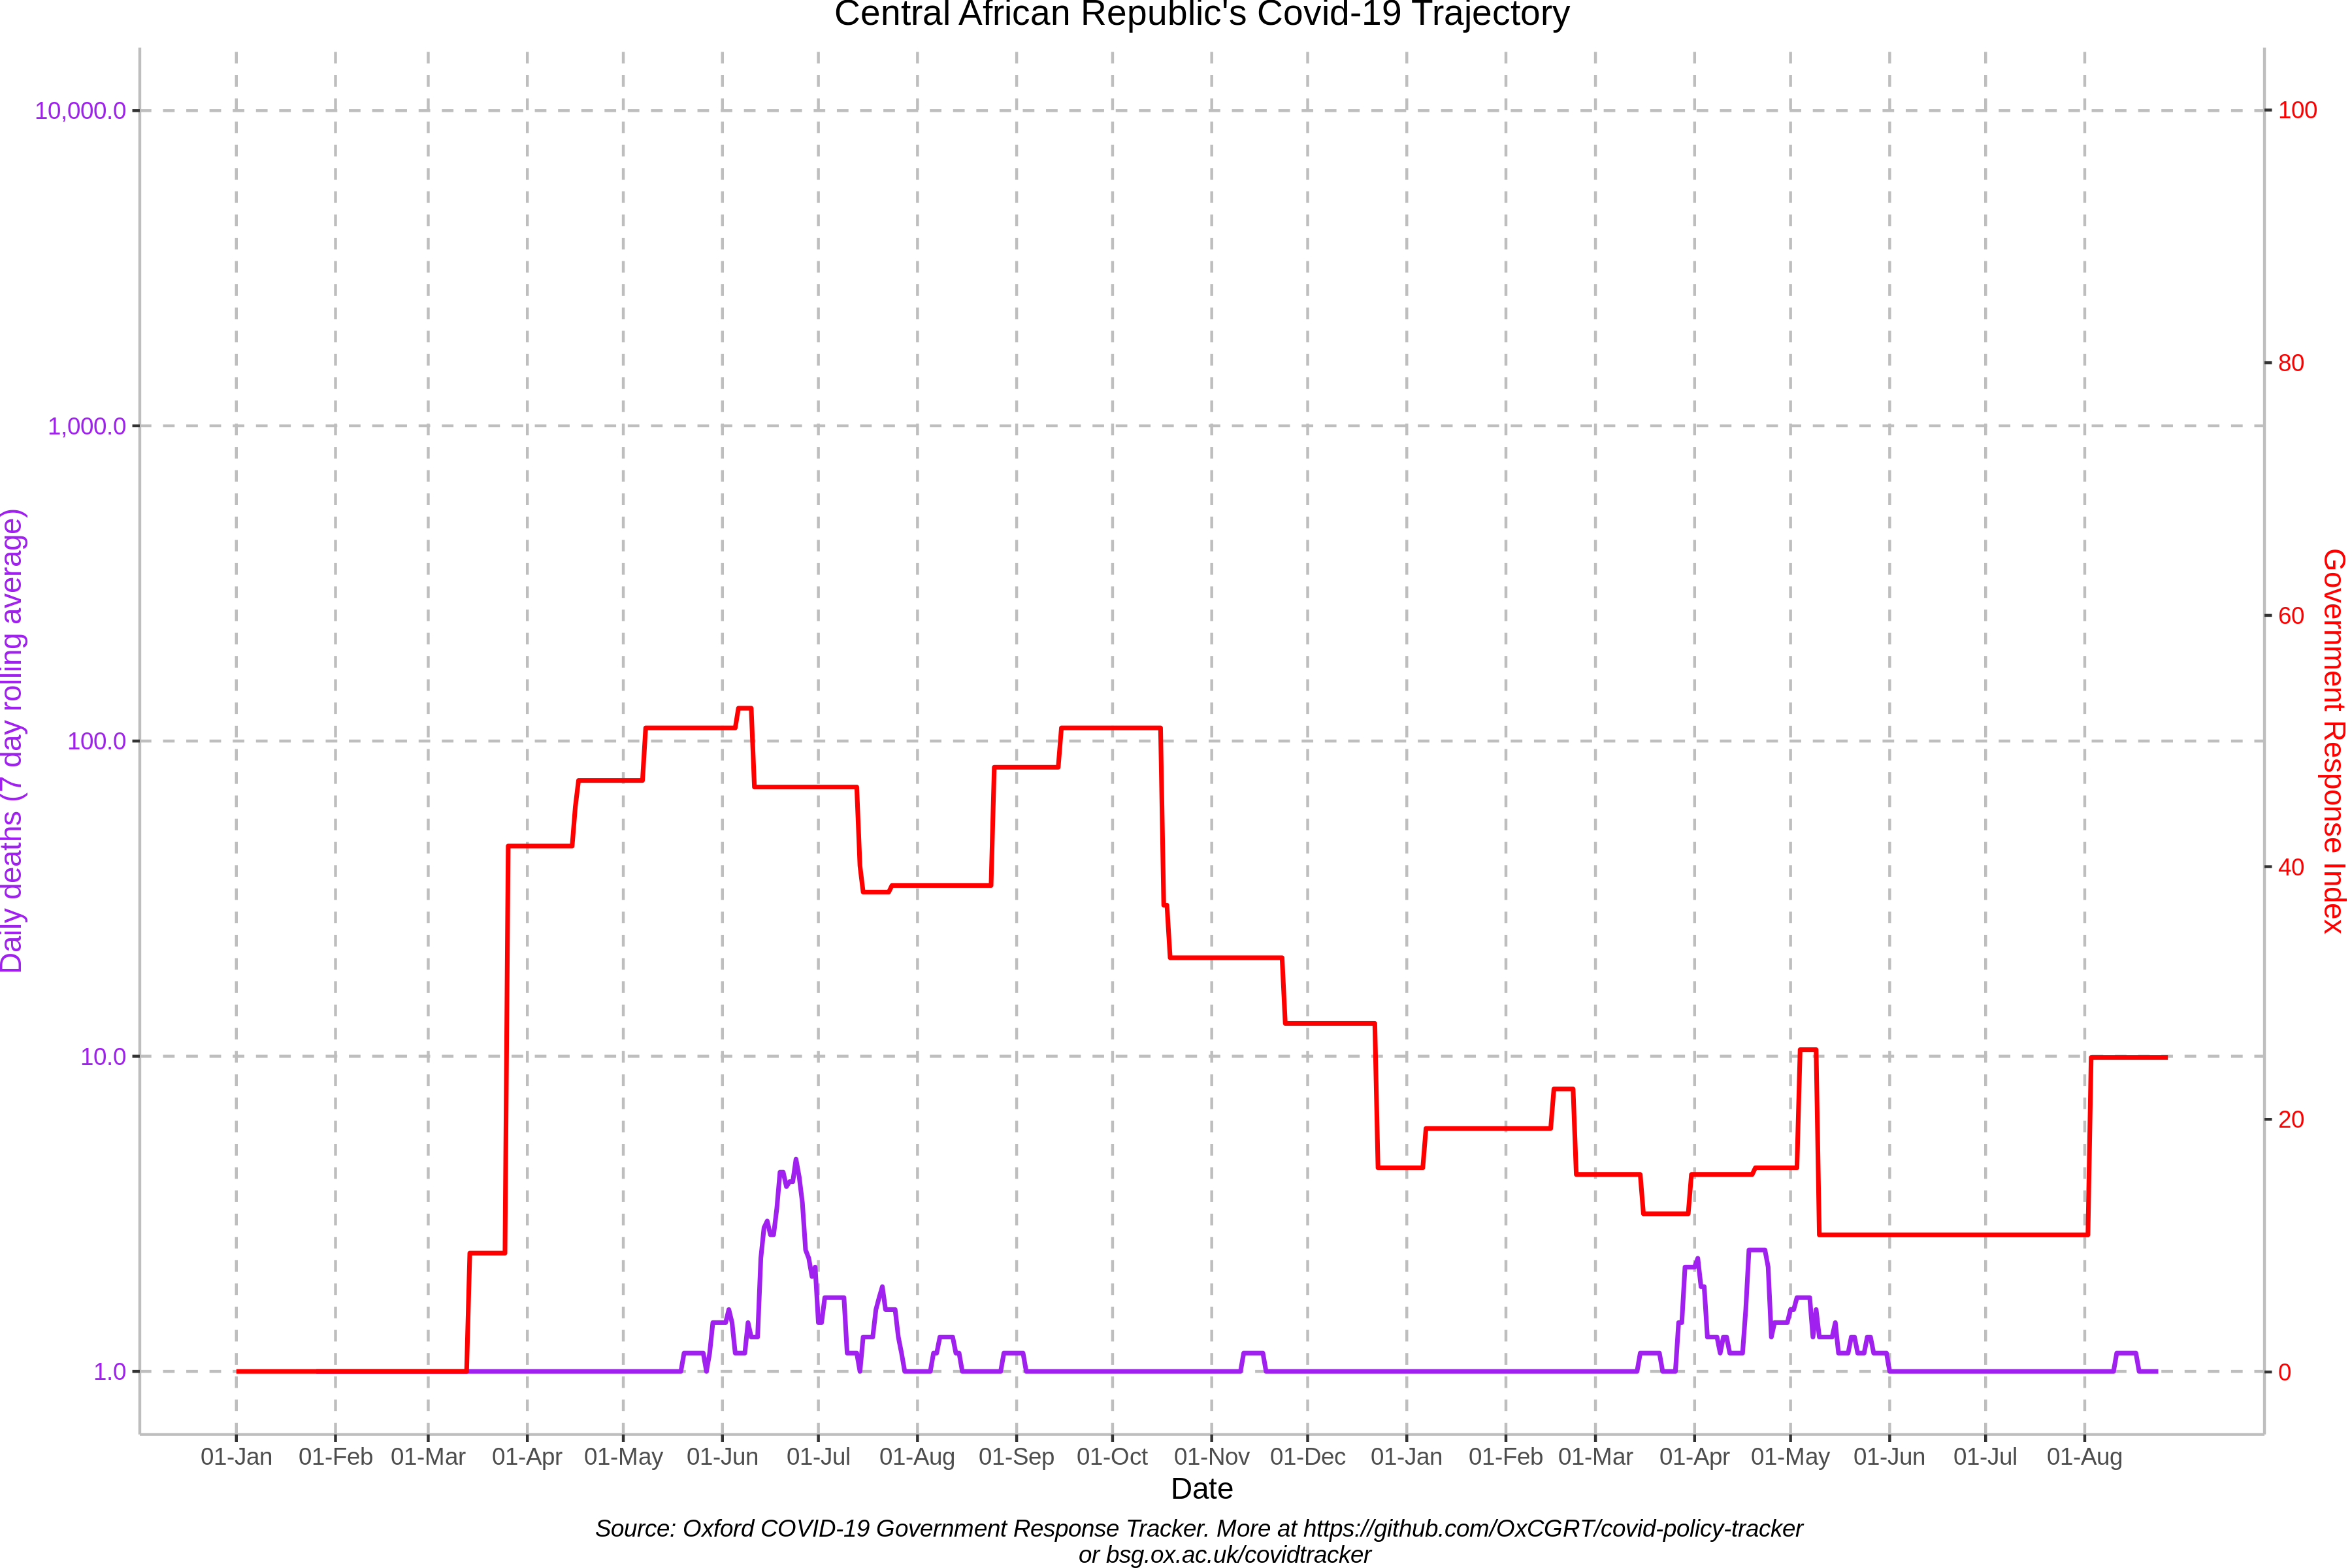 Central African Republic's Covid-19 Trajectory
10,000.0
1,000.0
100.0
10.0
1.0
Daily deaths (7 day rolling average)
100
80
60
40
20
0
Government Response Index
01-Jan 01-Feb 01-Mar 01-Apr 01-May 01-Jun 01-Jul 01-Aug 01-Sep 01-Oct 01-Nov 01-Dec 01-Jan 01-Feb 01-Mar 01-Apr 01-May 01-Jun 01-Jul 01-Aug
Date
Source: Oxford COVID-19 Government Response Tracker. More at https://github.com/OxCGRT/covid-policy-tracker
or bsg.ox.ac.uk/covidtracker